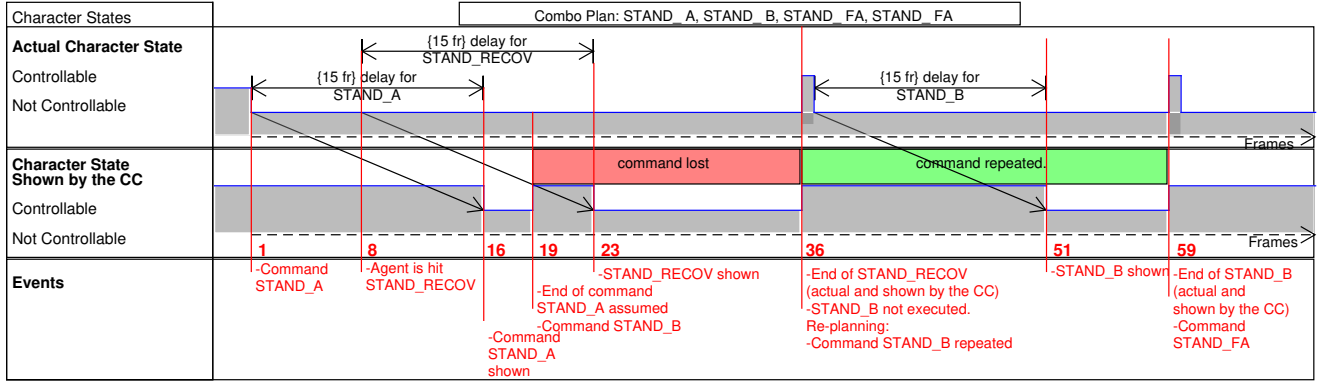 Character States
Combo Plan: STAND_A, STAND_B, STAND_FA, STAND_FA
Actual Character State
Controllable
Not Controllable
{15 fr} delay for
STAND_RECOV
{15 fr} delay for
STAND_A
{15 fr} delay for
STAND_B
Frames
Character State
Shown by the CC
Controllable
Not Controllable
command lost
command repeated.
Frames
1
8
16
19
23
36
51
59
Events
-Command
STAND_A
-Agent is hit
STAND_RECOV
-Command
STAND_A
shown
-End of command
STAND_A assumed
-Command STAND_B
-STAND_RECOV shown
-End of STAND_RECOV
(actual and shown by the CC)
-STAND_B not executed.
Re-planning:
-Command STAND_B repeated
-STAND_B shown
-End of STAND_B
(actual and
shown by the CC)
-Command
STAND_FA